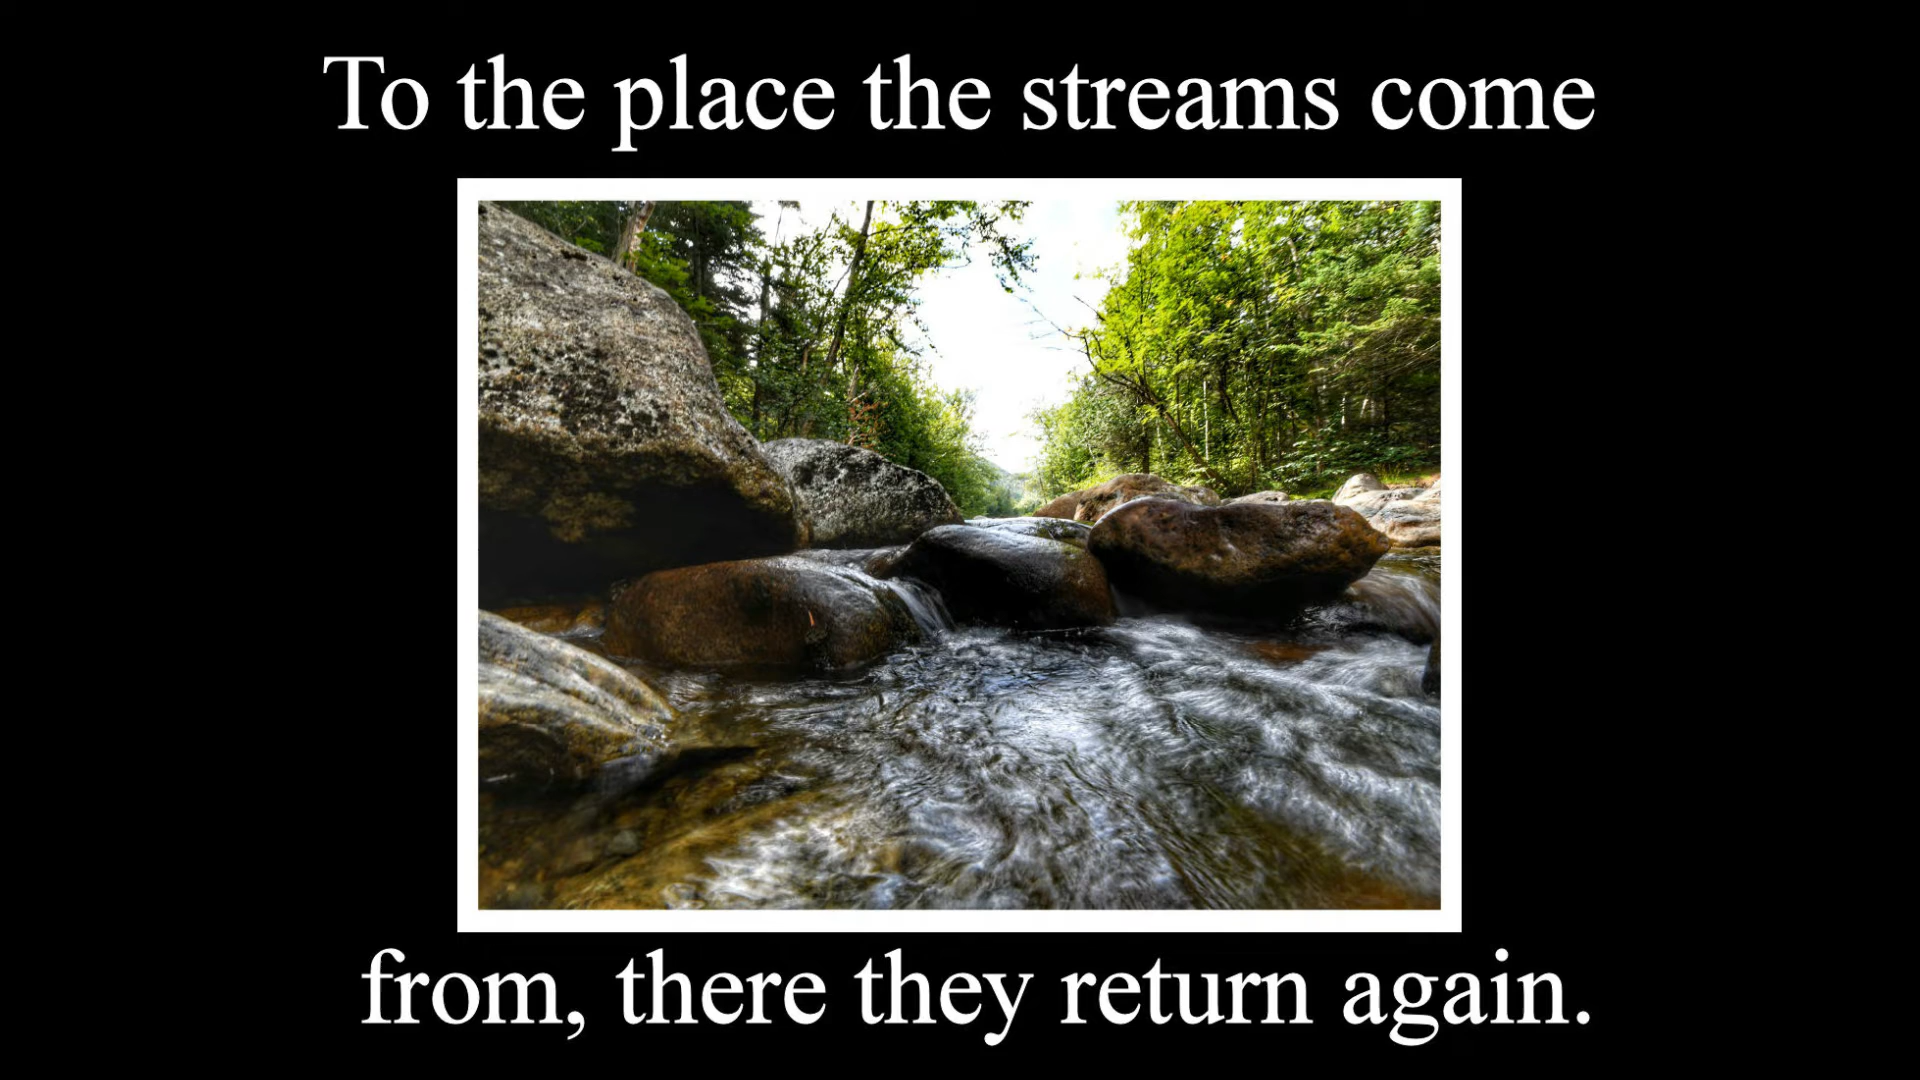 To the place the streams come
from, there they return again.